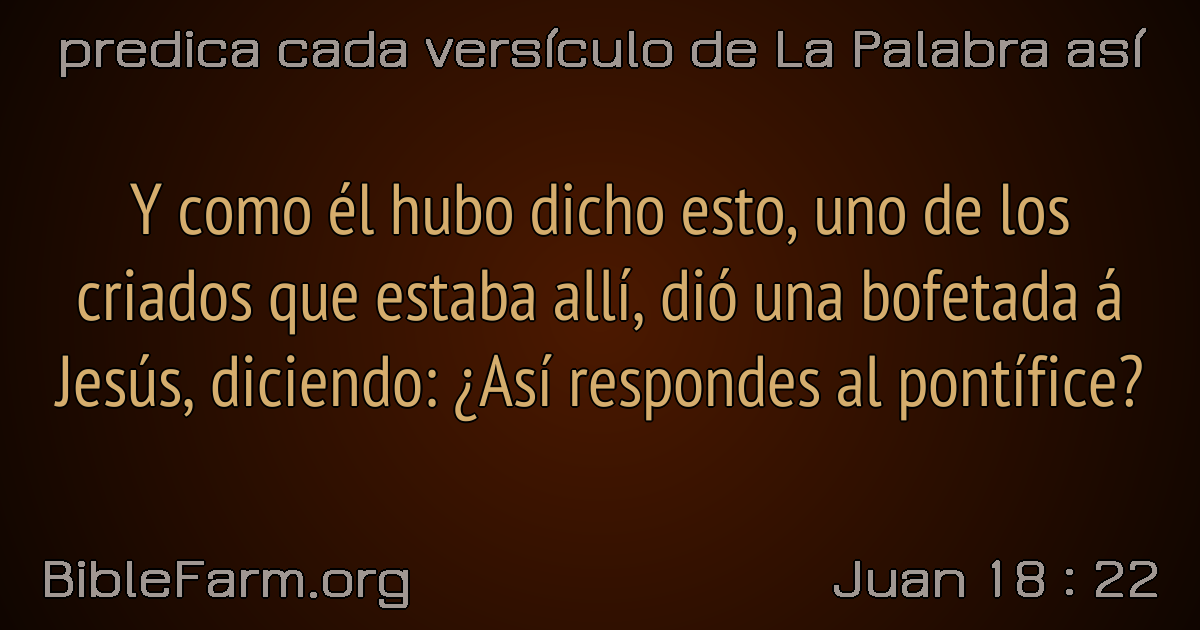 predica cada versículo de La Palabra así
Y como él hubo dicho esto, uno de los
criados que estaba allí, dió una bofetada á
Jesús, diciendo: ¿Así respondes al pontífice?
BibleFarm.org
Juan 18 : 22